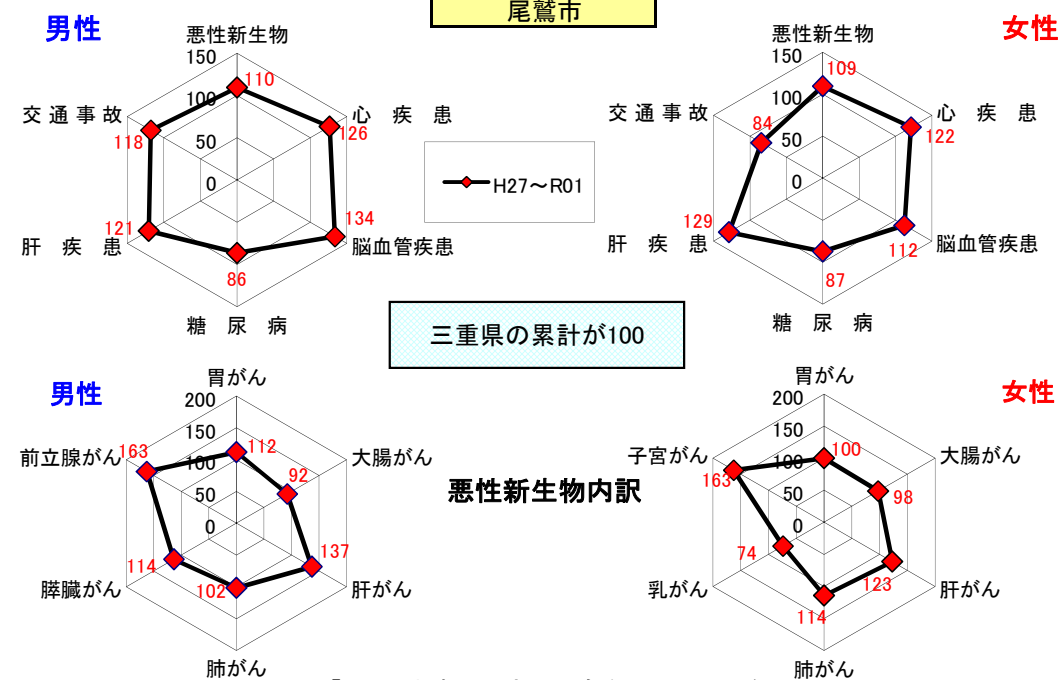 尾鷲市
男性
女性
悪性新生物
150
100
50
0
心　疾　患
脳血管疾患
糖　尿　病
肝　疾　患
交 通 事 故
110
126
134
86
121
118
H27～R01
悪性新生物
150
100
50
0
心　疾　患
脳血管疾患
糖　尿　病
肝　疾　患
交 通 事 故
109
122
112
87
129
84
三重県の累計が100
男性
女性
胃がん
200
150
100
50
0
大腸がん
肝がん
肺がん
膵臓がん
前立腺がん
112
92
137
102
114
163
悪性新生物内訳
胃がん
200
150
100
50
0
大腸がん
肝がん
肺がん
乳がん
子宮がん
100
98
123
114
74
163